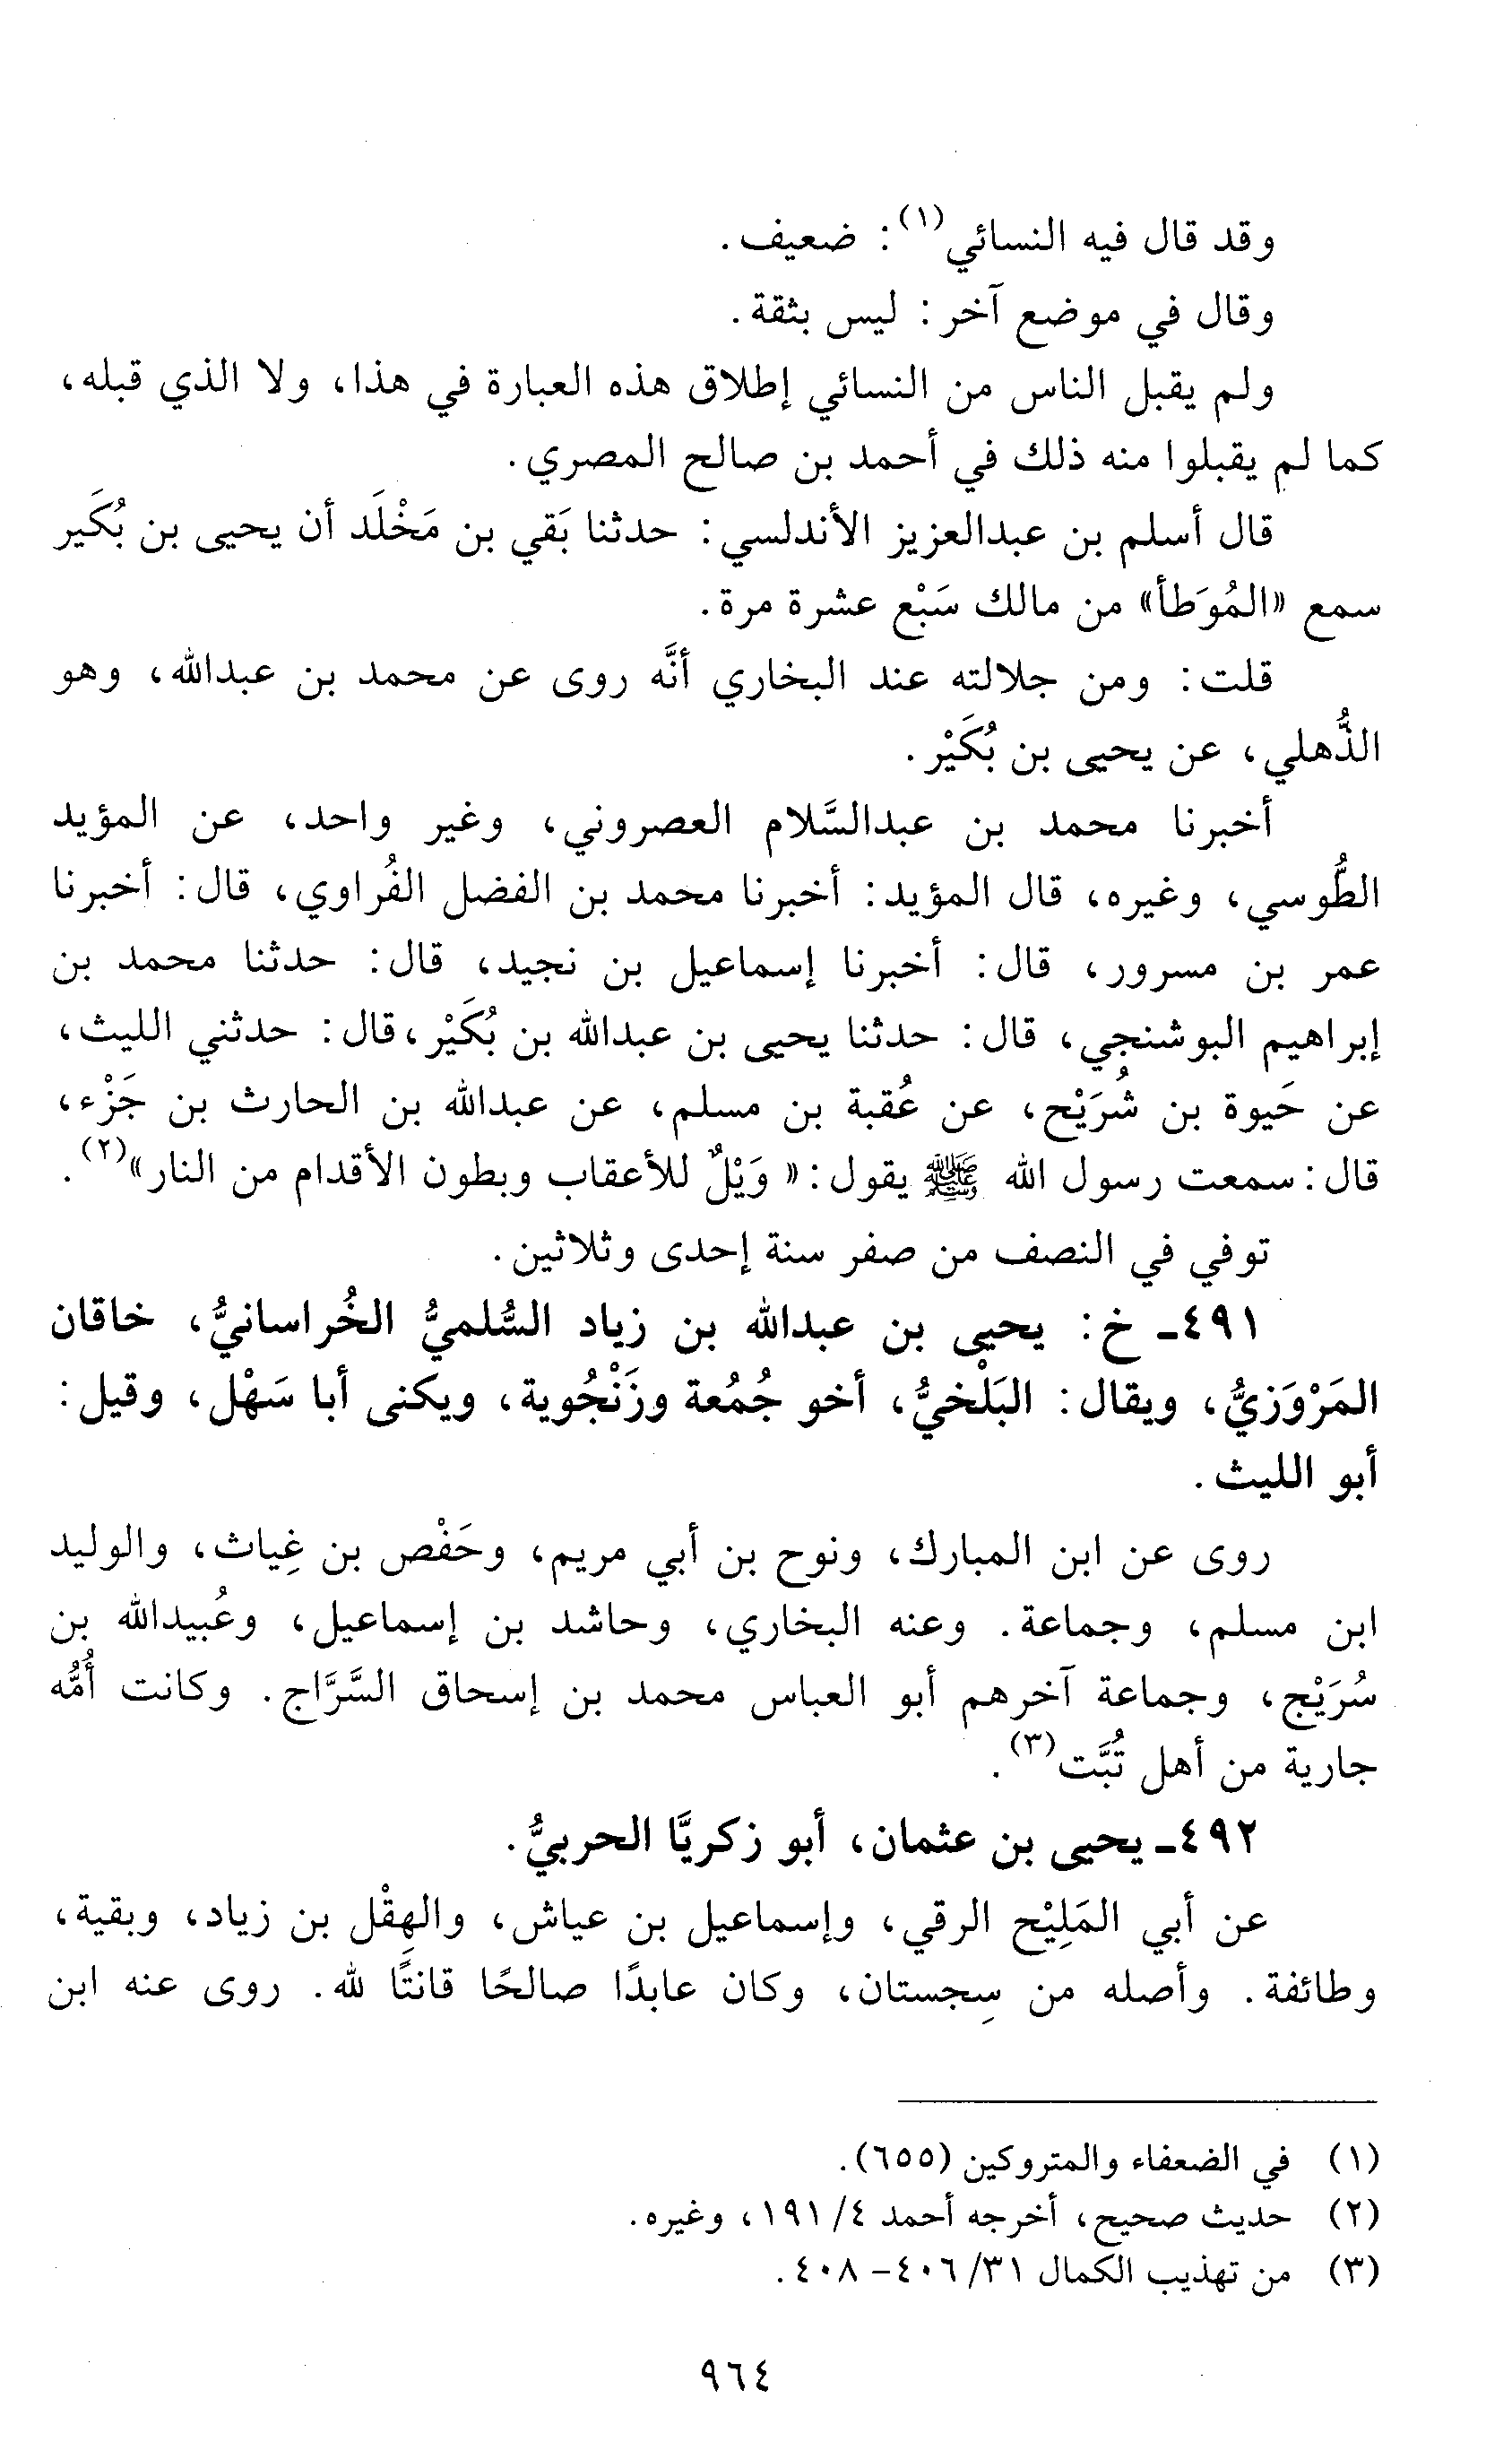 وقد قال فيه النسائي(١): ضعيف.
وقال في موضع آخر: ليس بثقة.
ولم يقبل الناس من النسائي إطلاق هذه العبارة في هذا، ولا الذي قبله،
كما لم يقبلوا منه ذلك في أحمد بن صالح المصري.
قال أسلم بن عبدالعزيز الأندلسي: حدثنا بَقي بن مَخْلَد أن يحيى بن بُكَير
سمع «المُوَطأ» من مالك سَبْع عشرة مرة.
قلت: ومن جلالته عند البخاري أنَّه روى عن محمد بن عبدالله، وهو
الذُّهلي، عن يحيى بن بُكَيْر.
أخبرنا محمد بن عبدالسَّلام العصروني، وغير واحد، عن المؤيد
الطُّوسي، وغيره، قال المؤيد: أخبرنا محمد بن الفضل الفُراوي، قال: أخبرنا
عمر بن مسرور، قال: أخبرنا إسماعيل بن نجيد، قال: حدثنا محمد بن
إبراهيم البوشنجي، قال: حدثنا يحيى بن عبدالله بن بُكَيْر، قال: حدثني الليث،
عن حَيوة بن شُرَيْح، عن عُقبة بن مسلم، عن عبدالله بن الحارث بن جَزْء،
قال: سمعت رسول الله ﷺ يقول: «وَيْلٌ للأعقاب وبطون الأقدام من النار»(٢).
توفي في النصف من صفر سنة إحدى وثلاثين.
٤٩١ـ خ: يحيى بن عبدالله بن زياد السُّلميُّ الخُراسانيُّ، خاقان
المَرْوَزيُّ، ويقال: البَلْخيُّ، أخو جُمُعة وزَنْجُوية، ويكنى أبا سَهْل، وقيل:
أبو الليث.
روى عن ابن المبارك، ونوح بن أبي مريم، وحَفْص بن غِياث، والوليد
ابن مسلم، وجماعة. وعنه البخاري، وحاشد بن إسماعيل، وعُبيدالله بن
سُرَيْج، وجماعة آخرهم أبو العباس محمد بن إسحاق السَّرَّاج. وكانت أُمُّه
جارية من أهل تُبَّت(٣).
٤٩٢ـ يحيى بن عثمان، أبو زكريَّا الحربيُّ.
عن أبي المَلِيْح الرقي، وإسماعيل بن عياش، والهِقْل بن زياد، وبقية،
وطائفة. وأصله من سِجستان، وكان عابدًا صالحًا قانتًا لله. روى عنه ابن
(١) في الضعفاء والمتروكين (٦٥٥).
(٢) حديث صحيح، أخرجه أحمد ٤/ ١٩١، وغيره.
(٣) من تهذيب الكمال ٣١/ ٤٠٦ - ٤٠٨.
٩٦٤